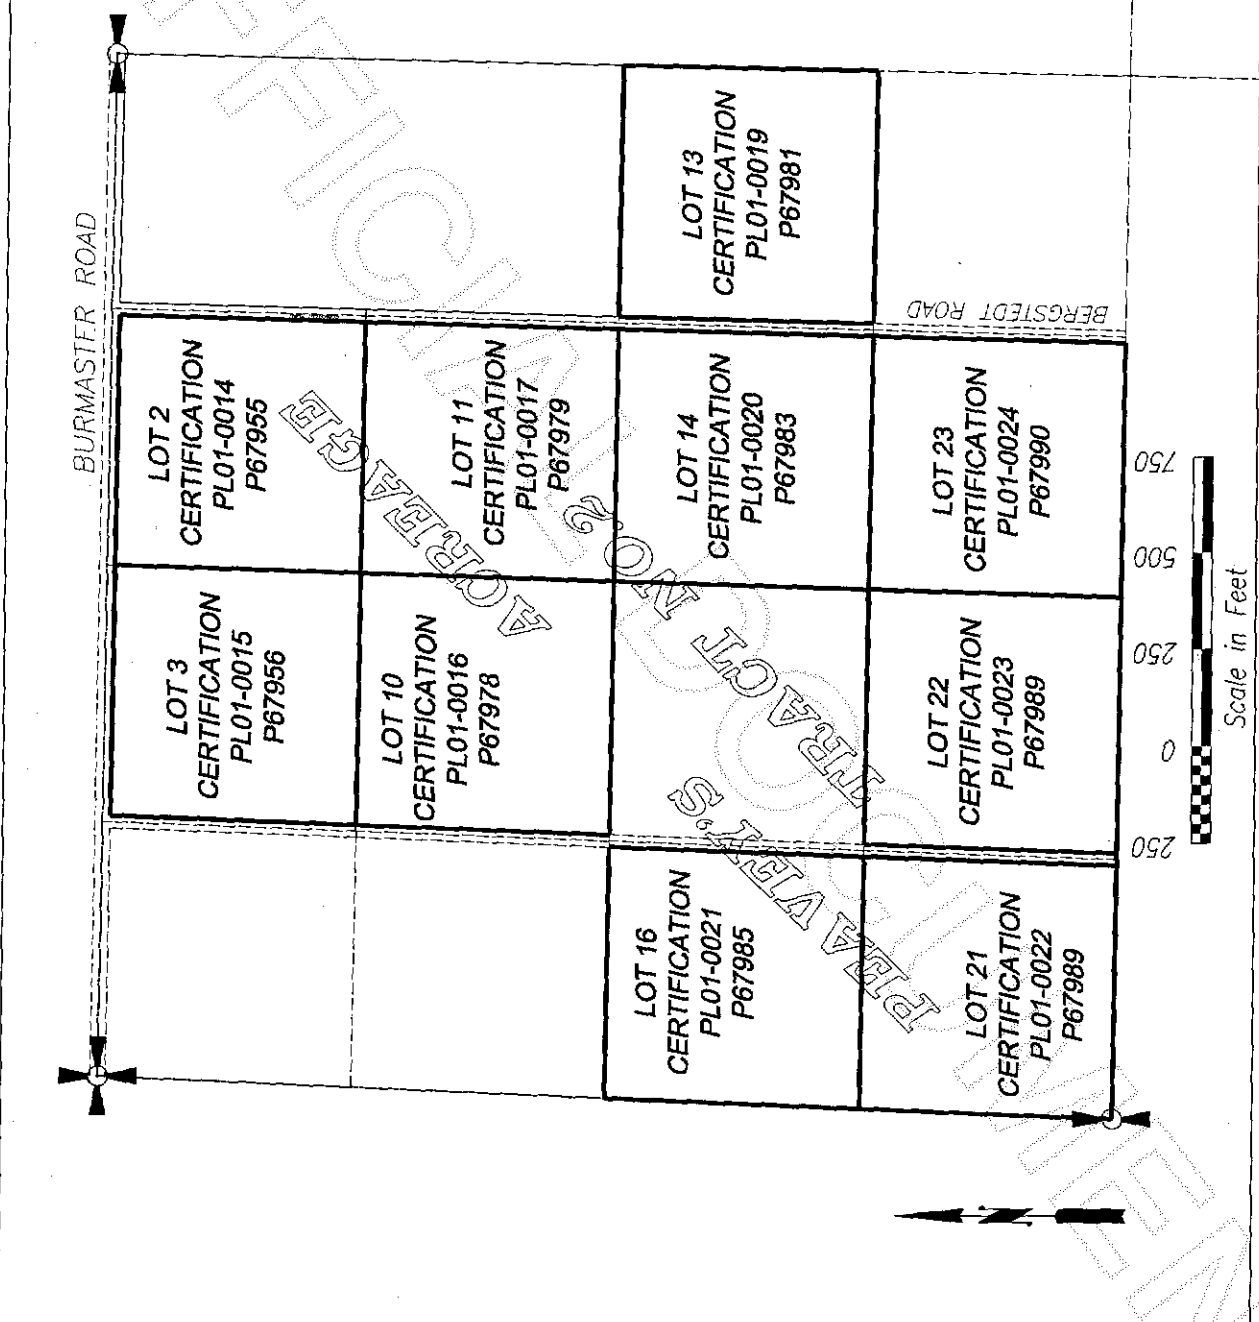 BURMASTER ROAD
LOT 13
CERTIFICATION
PL01-0019
P67981
BERGSTEDT ROAD
LOT 2
CERTIFICATION
PL01-0014
P67955
LOT 11
CERTIFICATION
PL01-0017
P67979
LOT 14
CERTIFICATION
PL01-0020
P67983
LOT 23
CERTIFICATION
PL01-0024
P67990
LOT 3
CERTIFICATION
PL01-0015
P67956
LOT 10
CERTIFICATION
PL01-0016
P67978
LOT 22
CERTIFICATION
PL01-0023
P67989
LOT 16
CERTIFICATION
PL01-0021
P67985
LOT 21
CERTIFICATION
PL01-0022
P67989
PEAVEY'S TRACT NO.2
ACREAGE
250 0 250 500 750
Scale in Feet
N